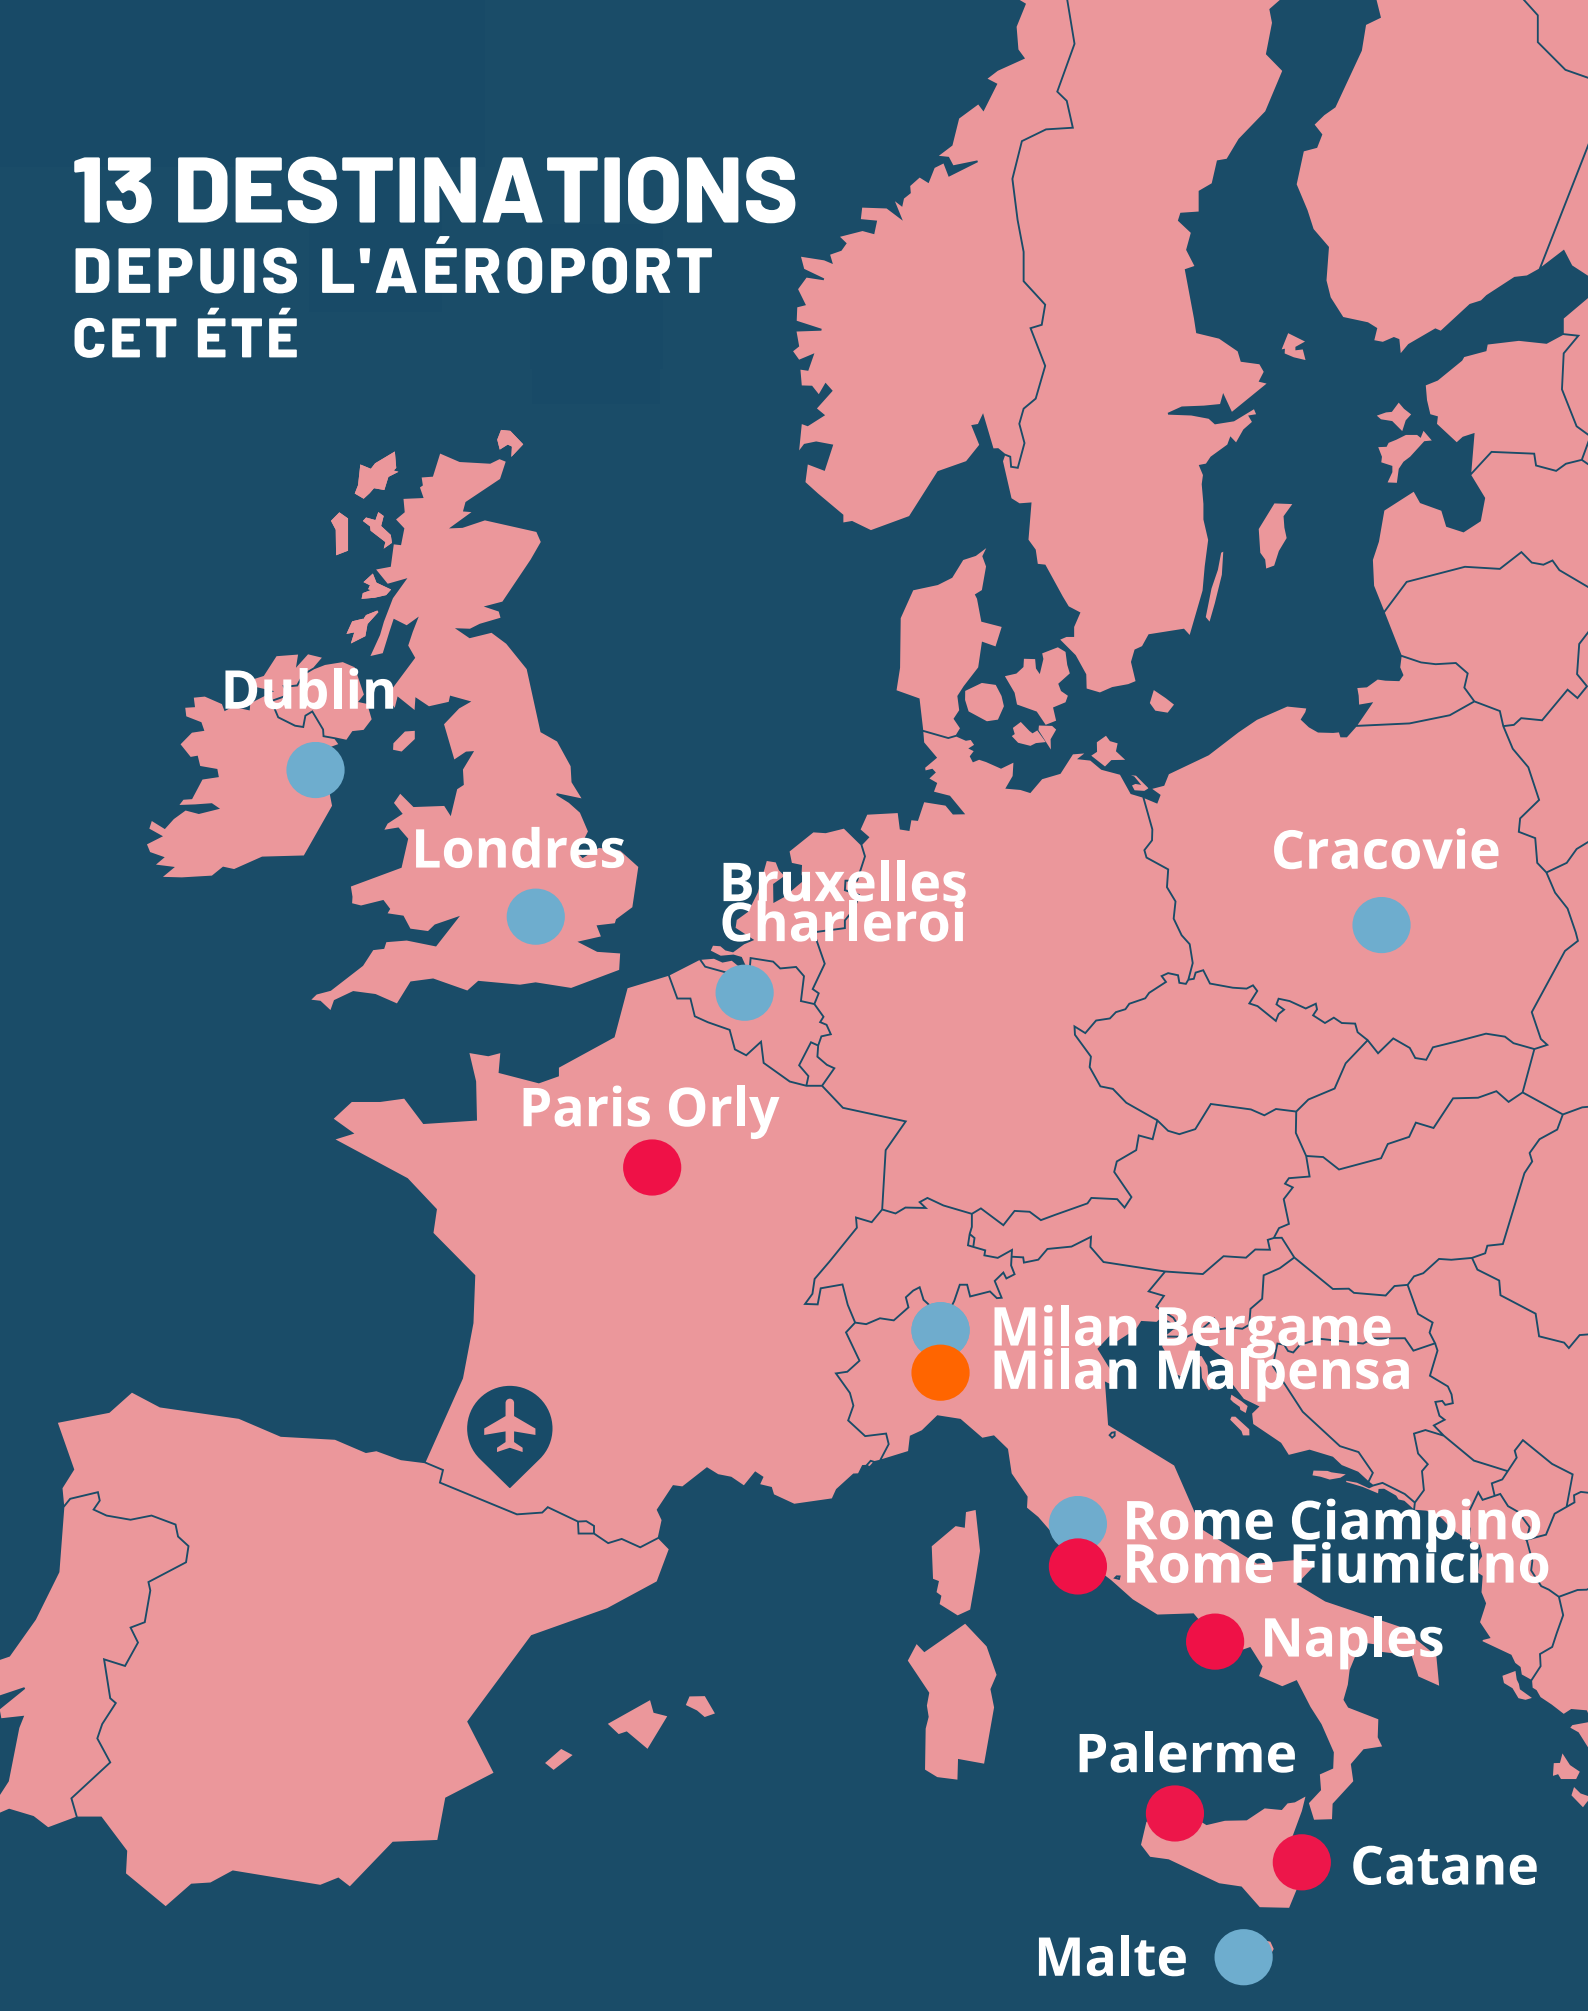 13 DESTINATIONS
DEPUIS L'AÉROPORT
CET ÉTÉ
Dublin
Londres
Bruxelles
Charleroi
Cracovie
Paris Orly
Milan Bergame
Milan Malpensa
Rome Ciampino
Rome Fiumicino
Naples
Palerme
Catane
Malte